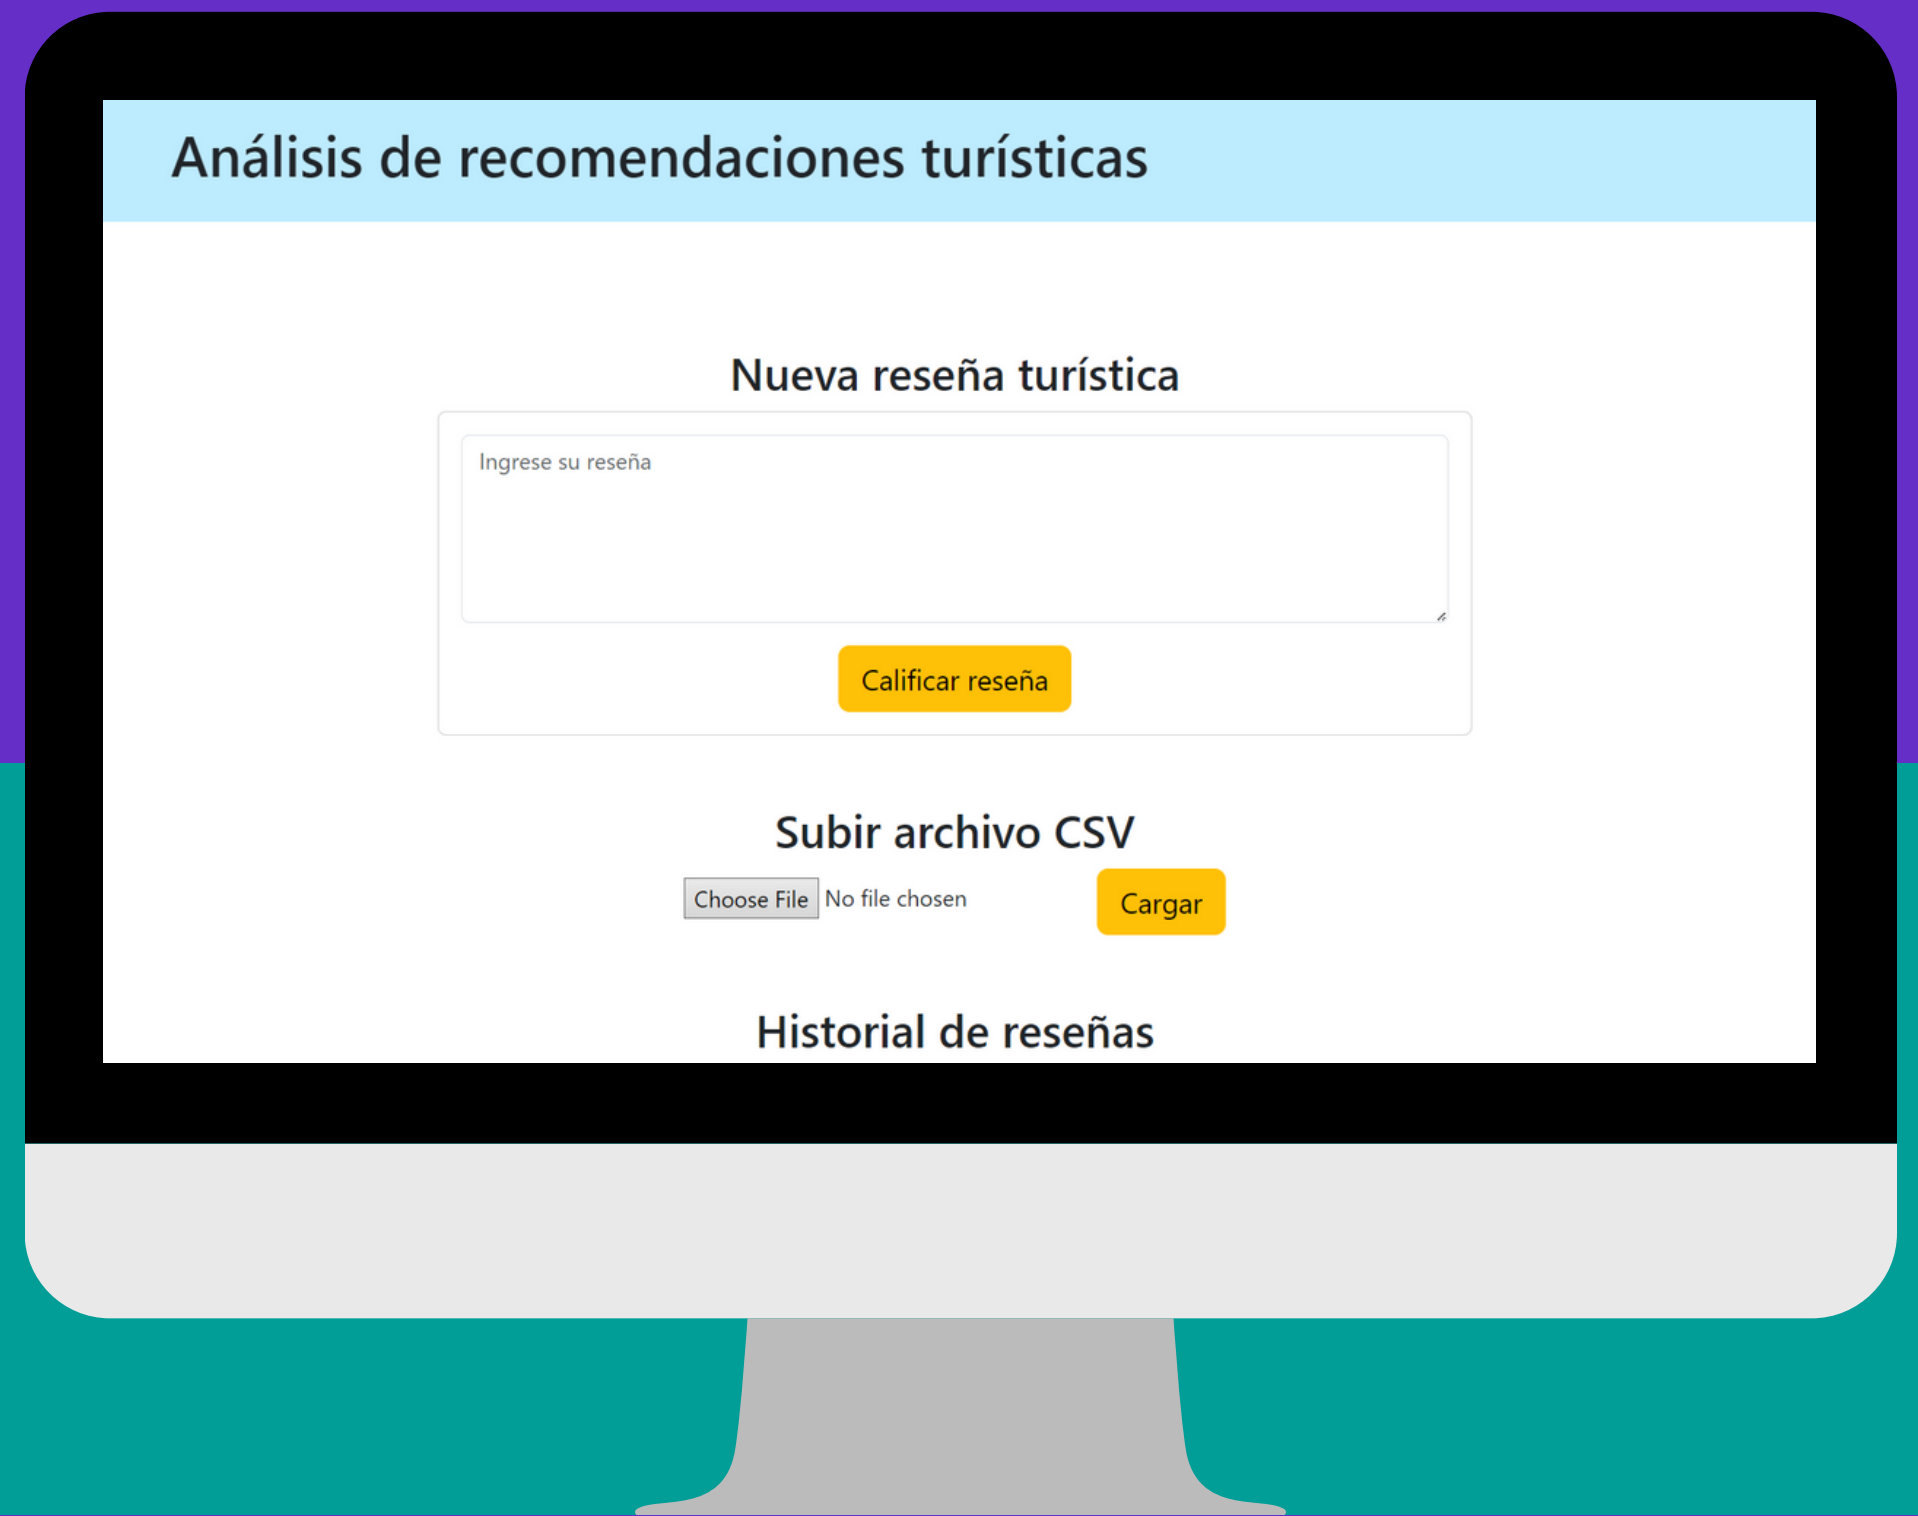 Análisis de recomendaciones turísticas
Nueva reseña turística
Ingrese su reseña
Calificar reseña
Subir archivo CSV
Choose File No file chosen Cargar
Historial de reseñas